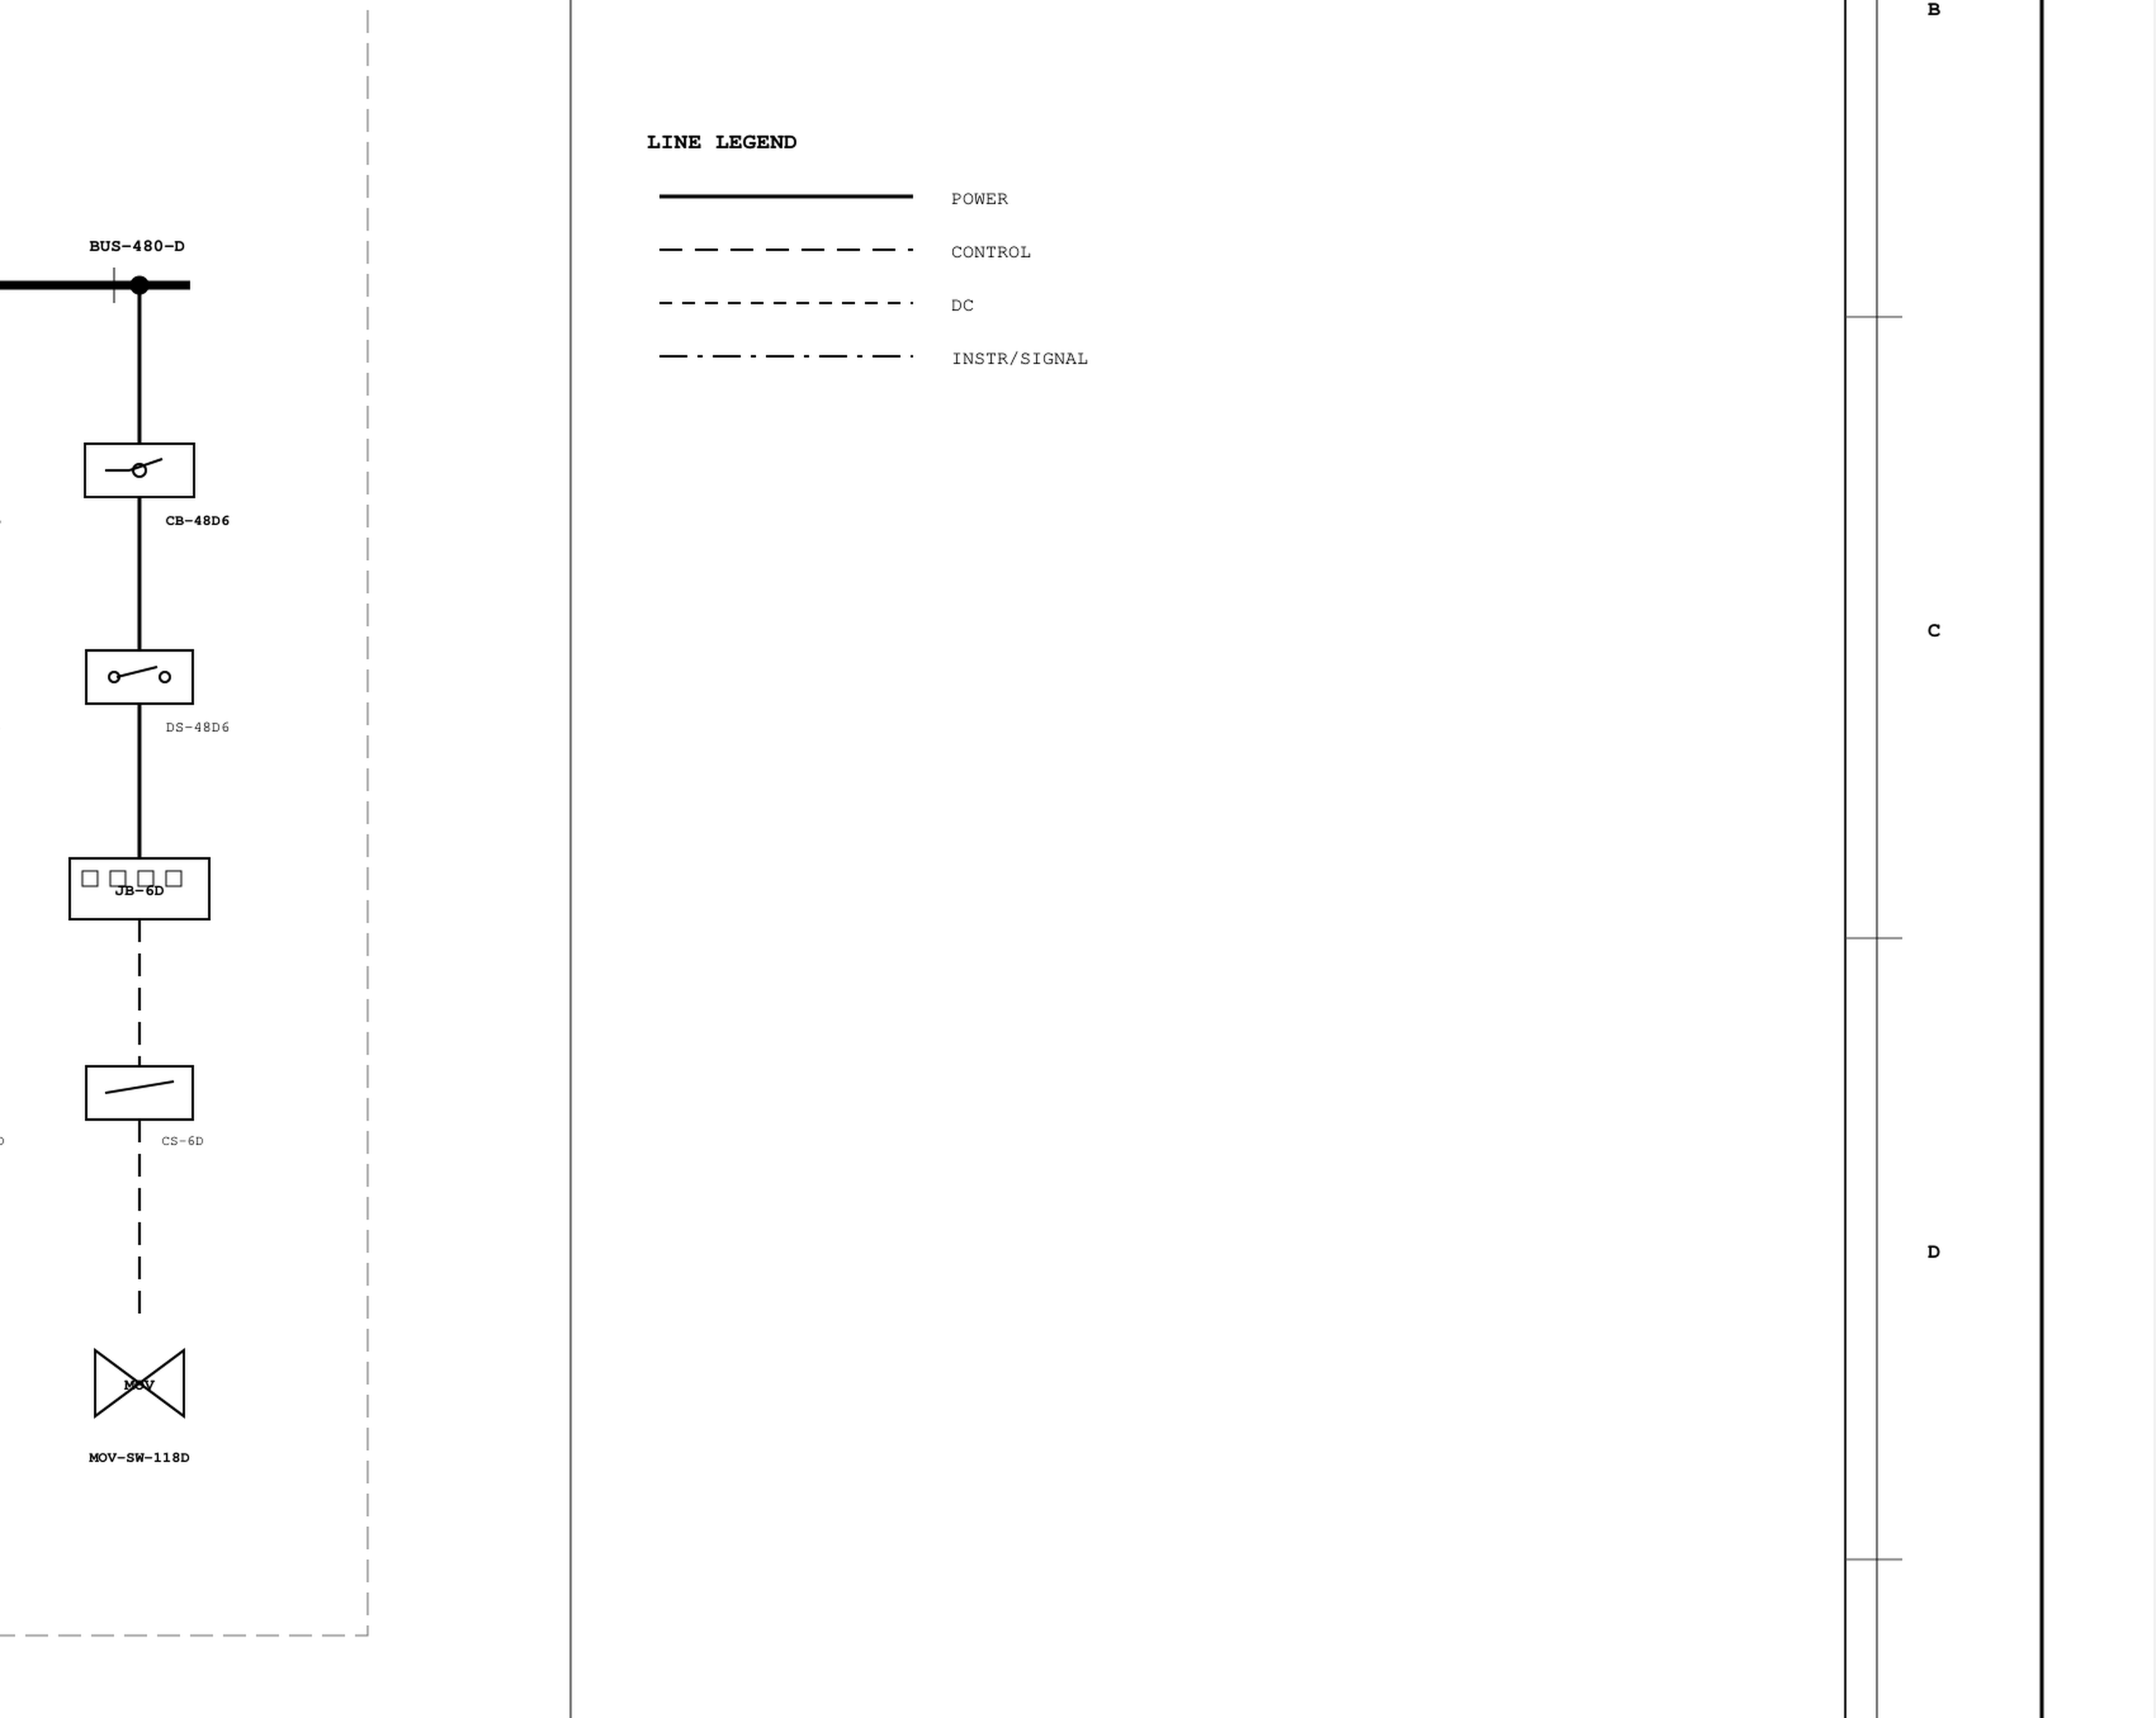 B
LINE LEGEND
POWER
BUS-480-D
CONTROL
DC
INSTR/SIGNAL
CB-48D6
C
DS-48D6
JB-6D
CS-6D
D
MOV
MOV-SW-118D